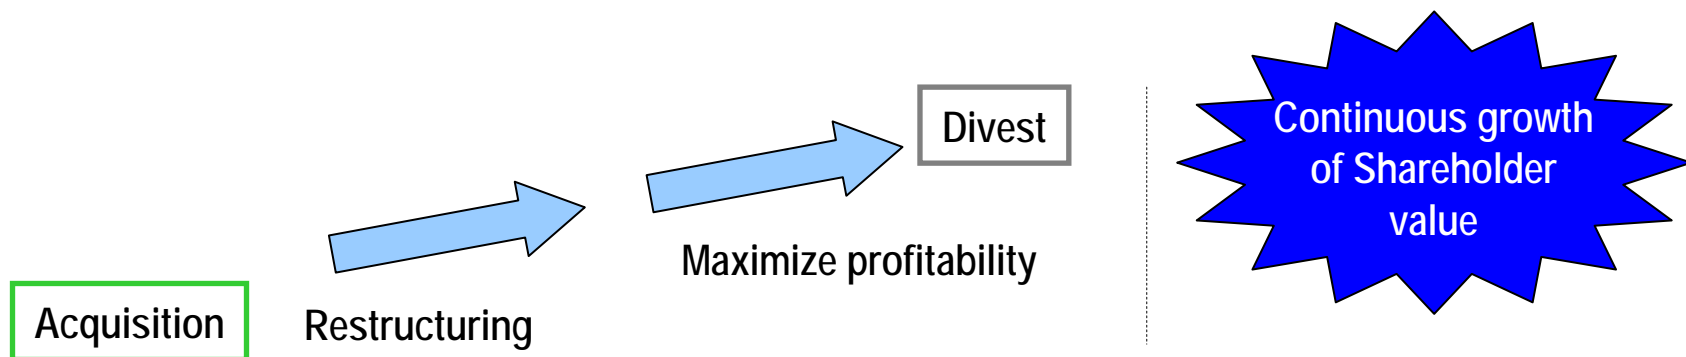 Acquisition
Restructuring
Maximize profitability
Divest
Continuous growth
of Shareholder
value